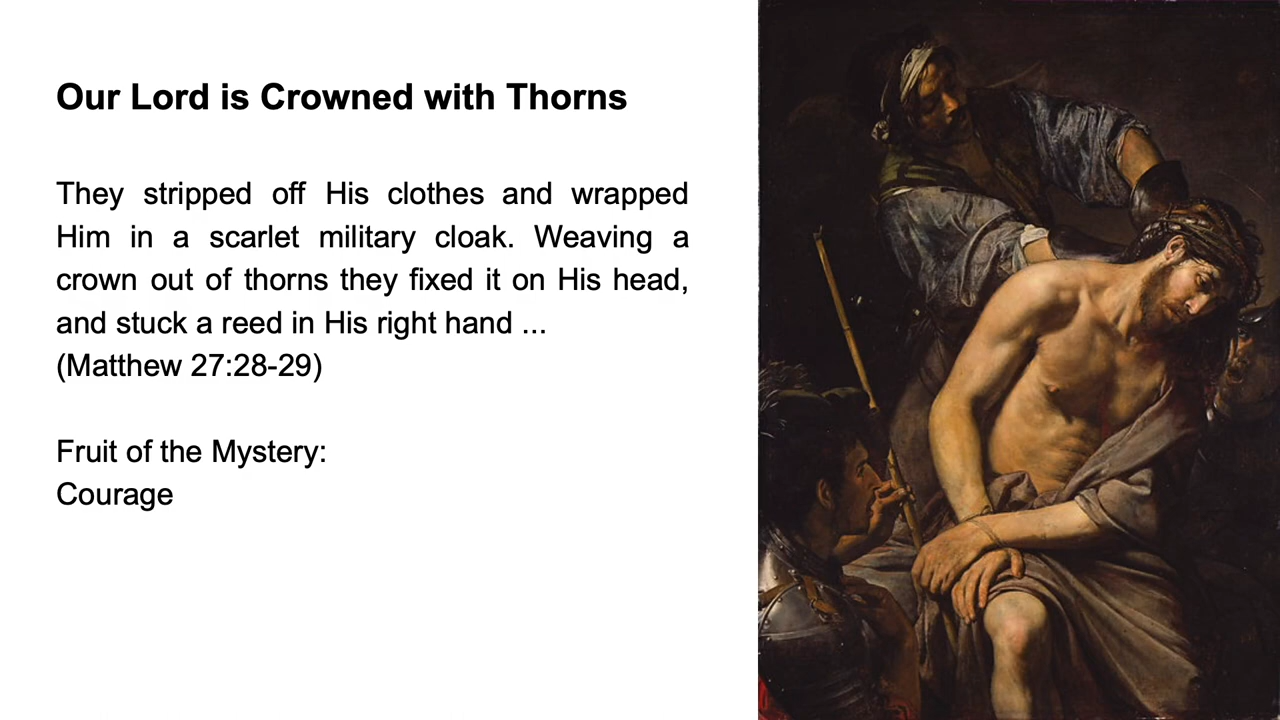 Our Lord is Crowned with Thorns
They stripped off His clothes and wrapped
Him in a scarlet military cloak. Weaving a
crown out of thorns they fixed it on His head,
and stuck a reed in His right hand ...
(Matthew 27:28-29)
Fruit of the Mystery:
Courage